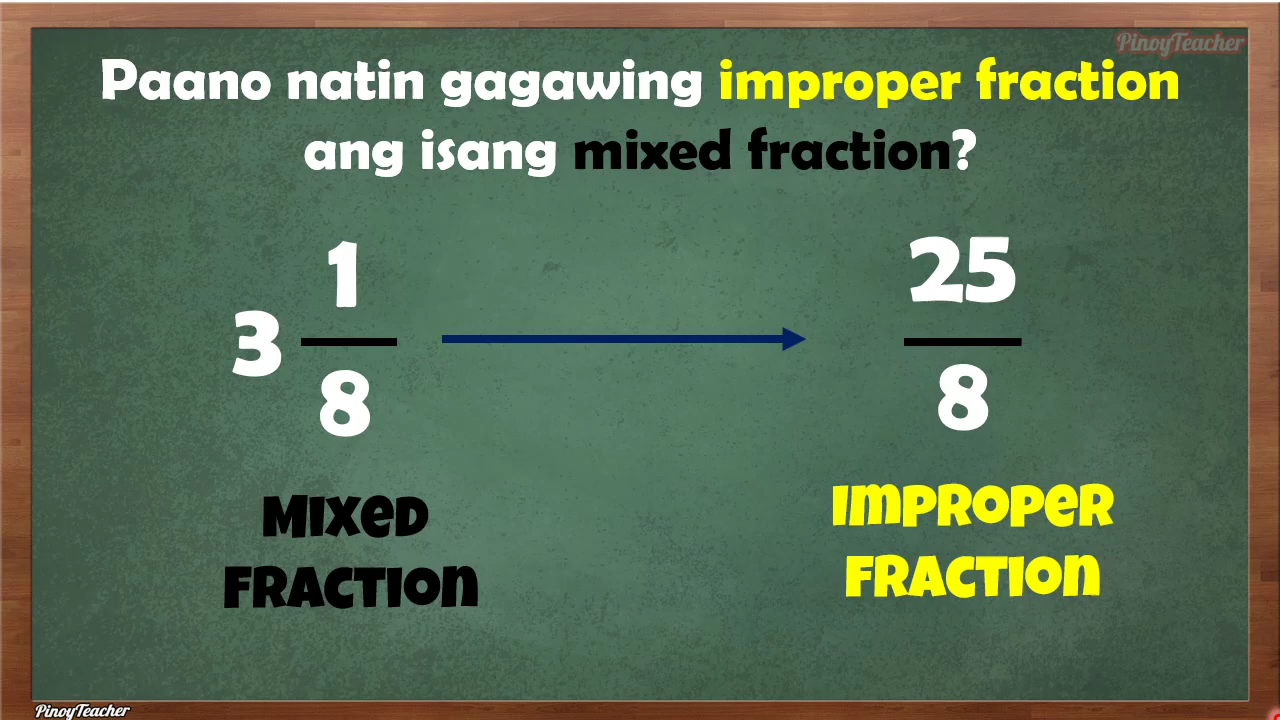 PinoyTeacher
Paano natin gagawing improper fraction
ang isang mixed fraction?
3 1/8
25/8
MIXED
FRACTION
IMPROPER
FRACTION
PinoyTeacher